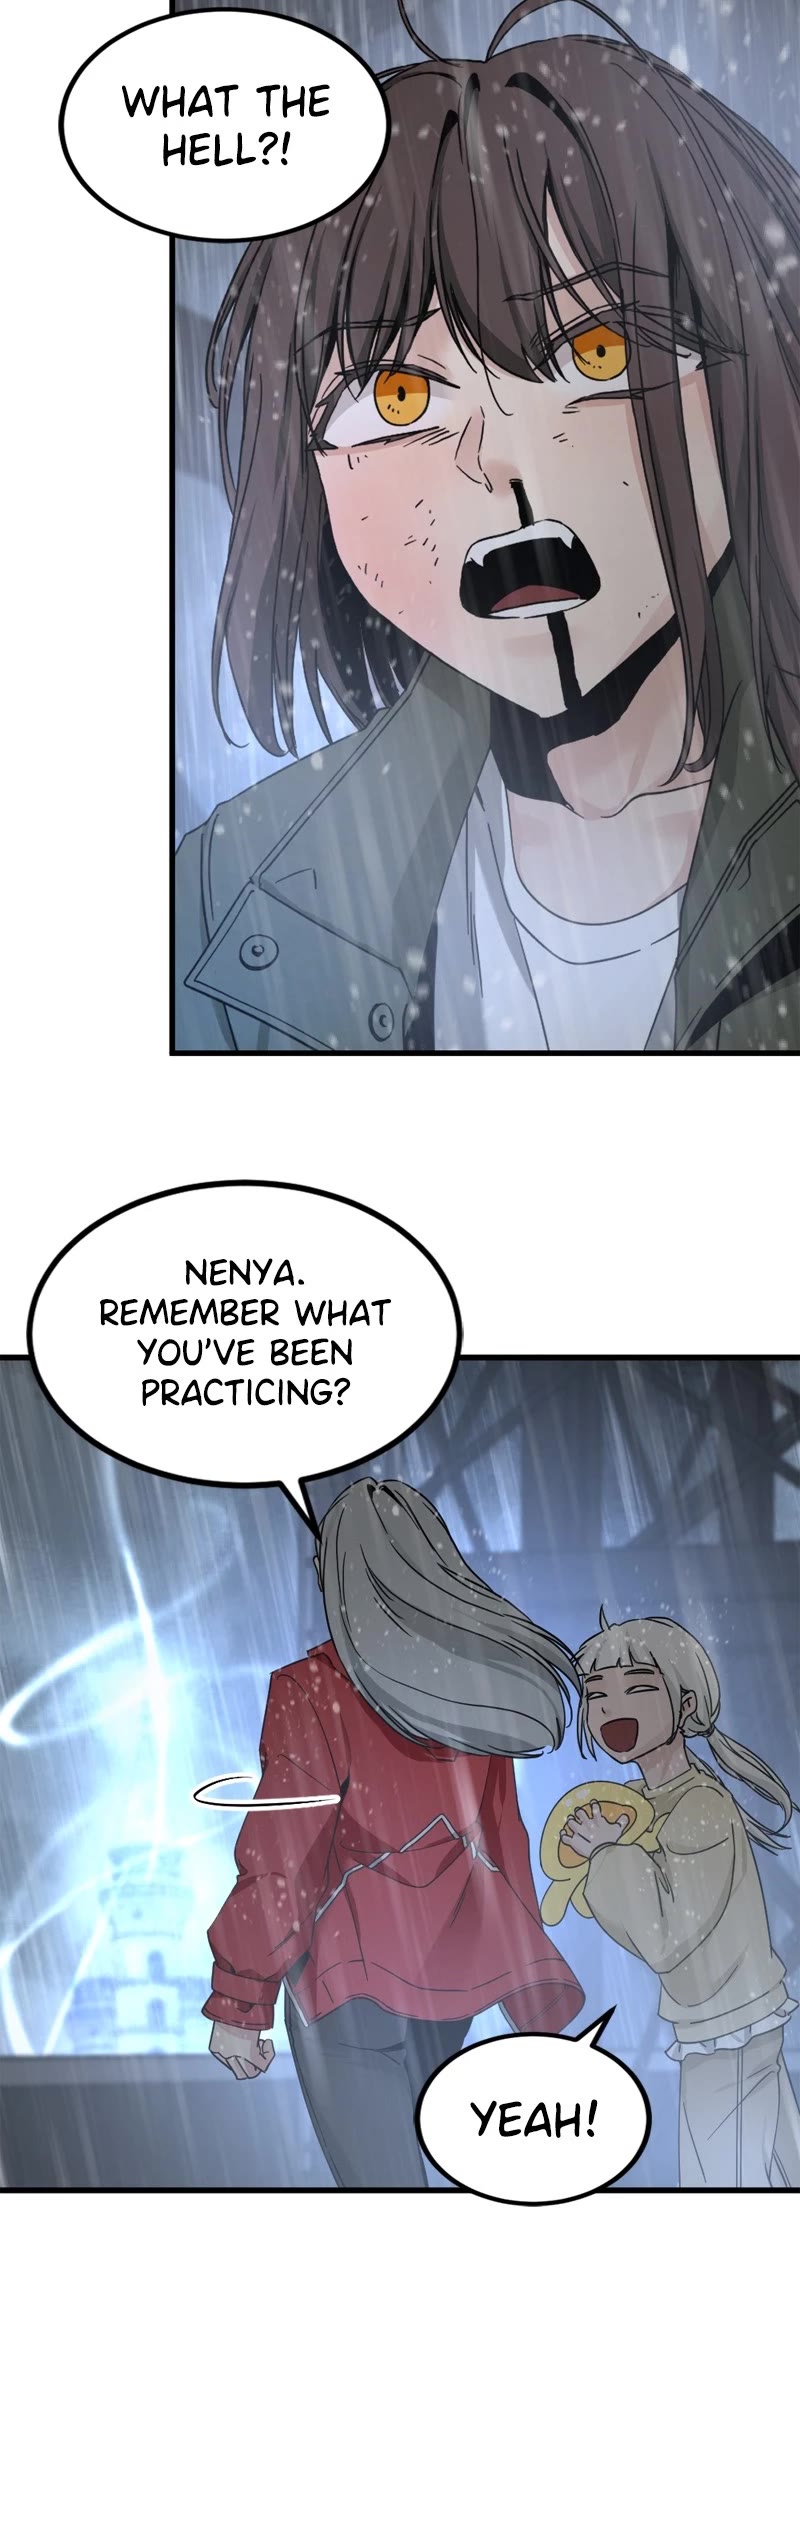 WHAT THE
HELL?!
NENYA.
REMEMBER WHAT
YOU'VE BEEN
PRACTICING?
YEAH!